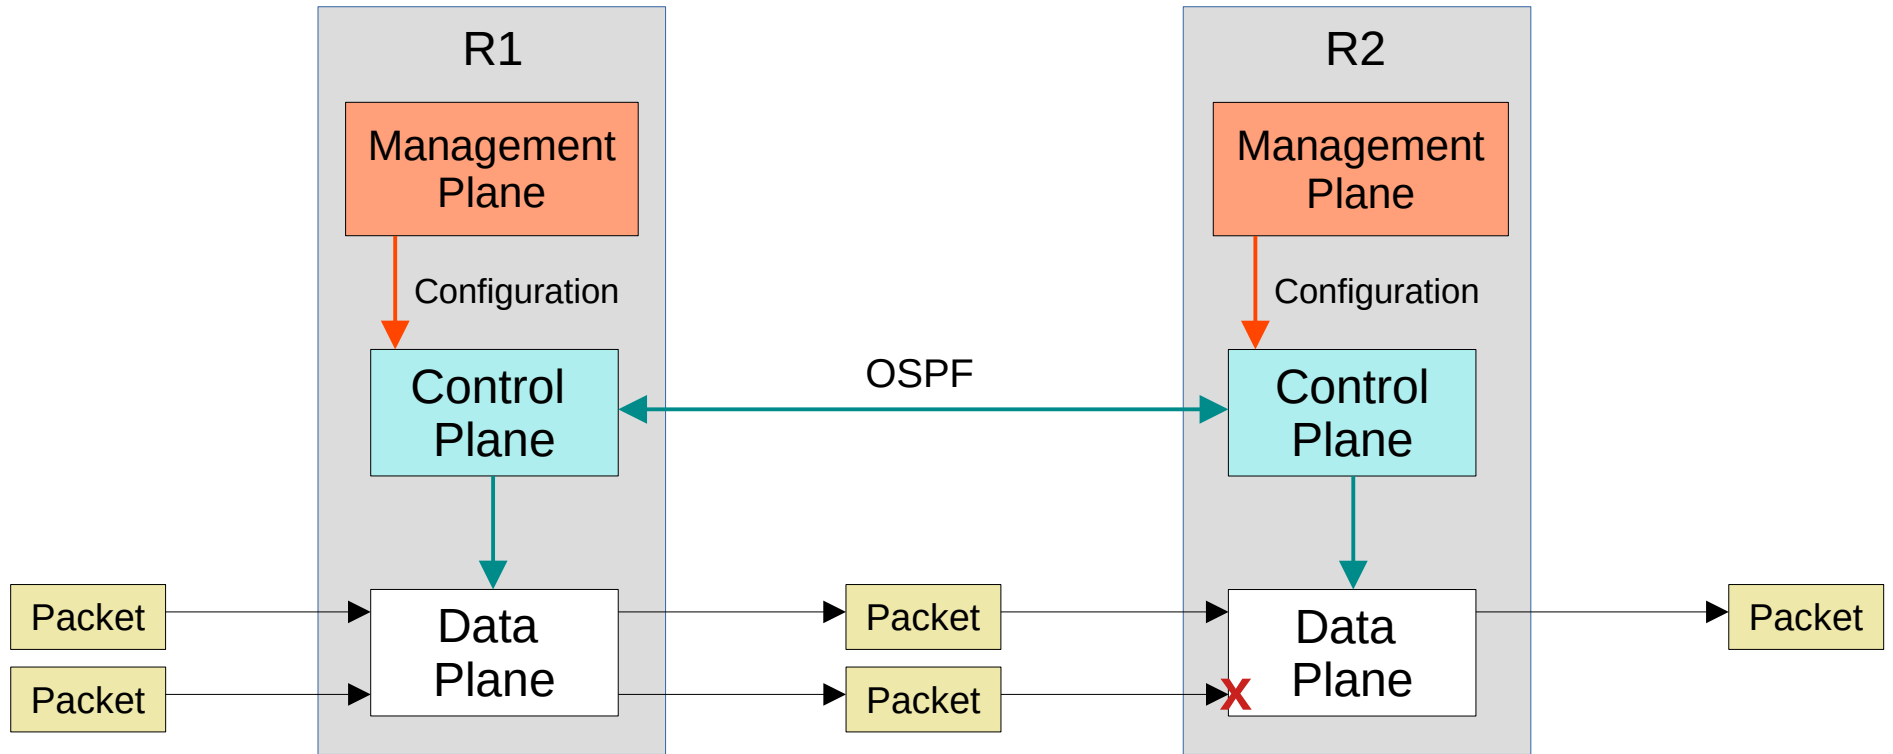 R1
R2
Management
Plane
Management
Plane
Configuration
Configuration
OSPF
Control
Plane
Control
Plane
Data
Plane
Data
Plane
Packet
Packet
Packet
Packet
Packet
X